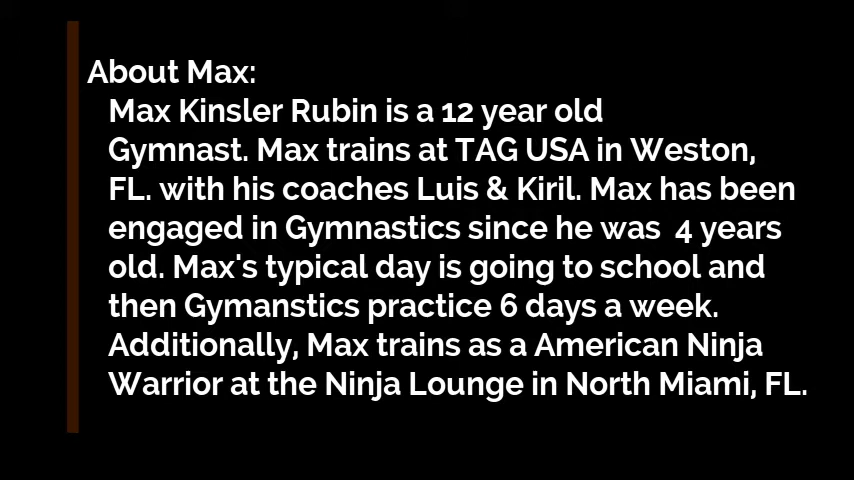 About Max:
Max Kinsler Rubin is a 12 year old
Gymnast. Max trains at TAG USA in Weston,
FL. with his coaches Luis & Kiril. Max has been
engaged in Gymnastics since he was  4 years
old. Max's typical day is going to school and
then Gymanstics practice 6 days a week.
Additionally, Max trains as a American Ninja
Warrior at the Ninja Lounge in North Miami, FL.